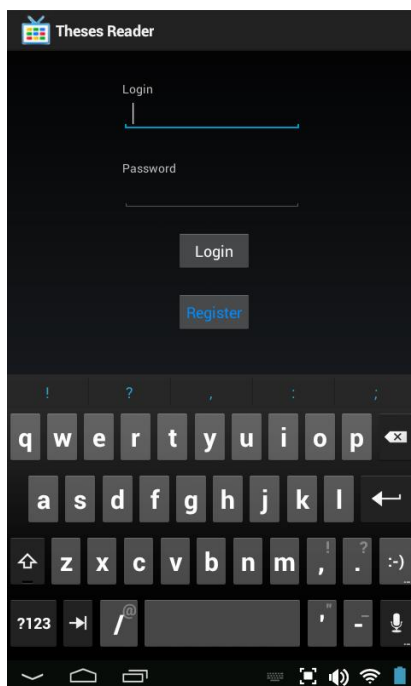 Theses Reader
Login
Password
Login
Register
! ? , : ;
q w e r t y u i o p
a s d f g h j k l
z x c v b n m , ! . ? :-) ...
?123 / @ ' " - _ ...